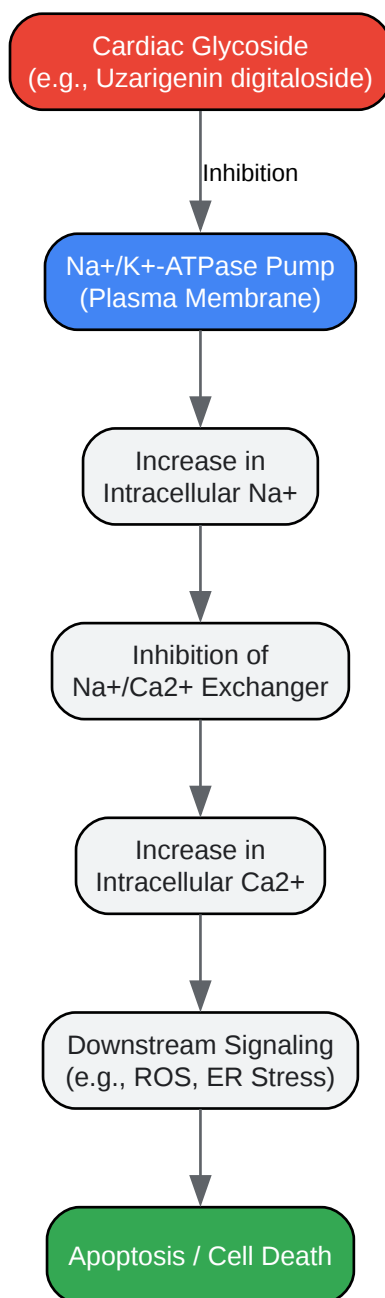 Cardiac Glycoside
(e.g., Uzarigenin digitaloside)
Inhibition
Na+/K+-ATPase Pump
(Plasma Membrane)
Increase in
Intracellular Na+
Inhibition of
Na+/Ca2+ Exchanger
Increase in
Intracellular Ca2+
Downstream Signaling
(e.g., ROS, ER Stress)
Apoptosis / Cell Death